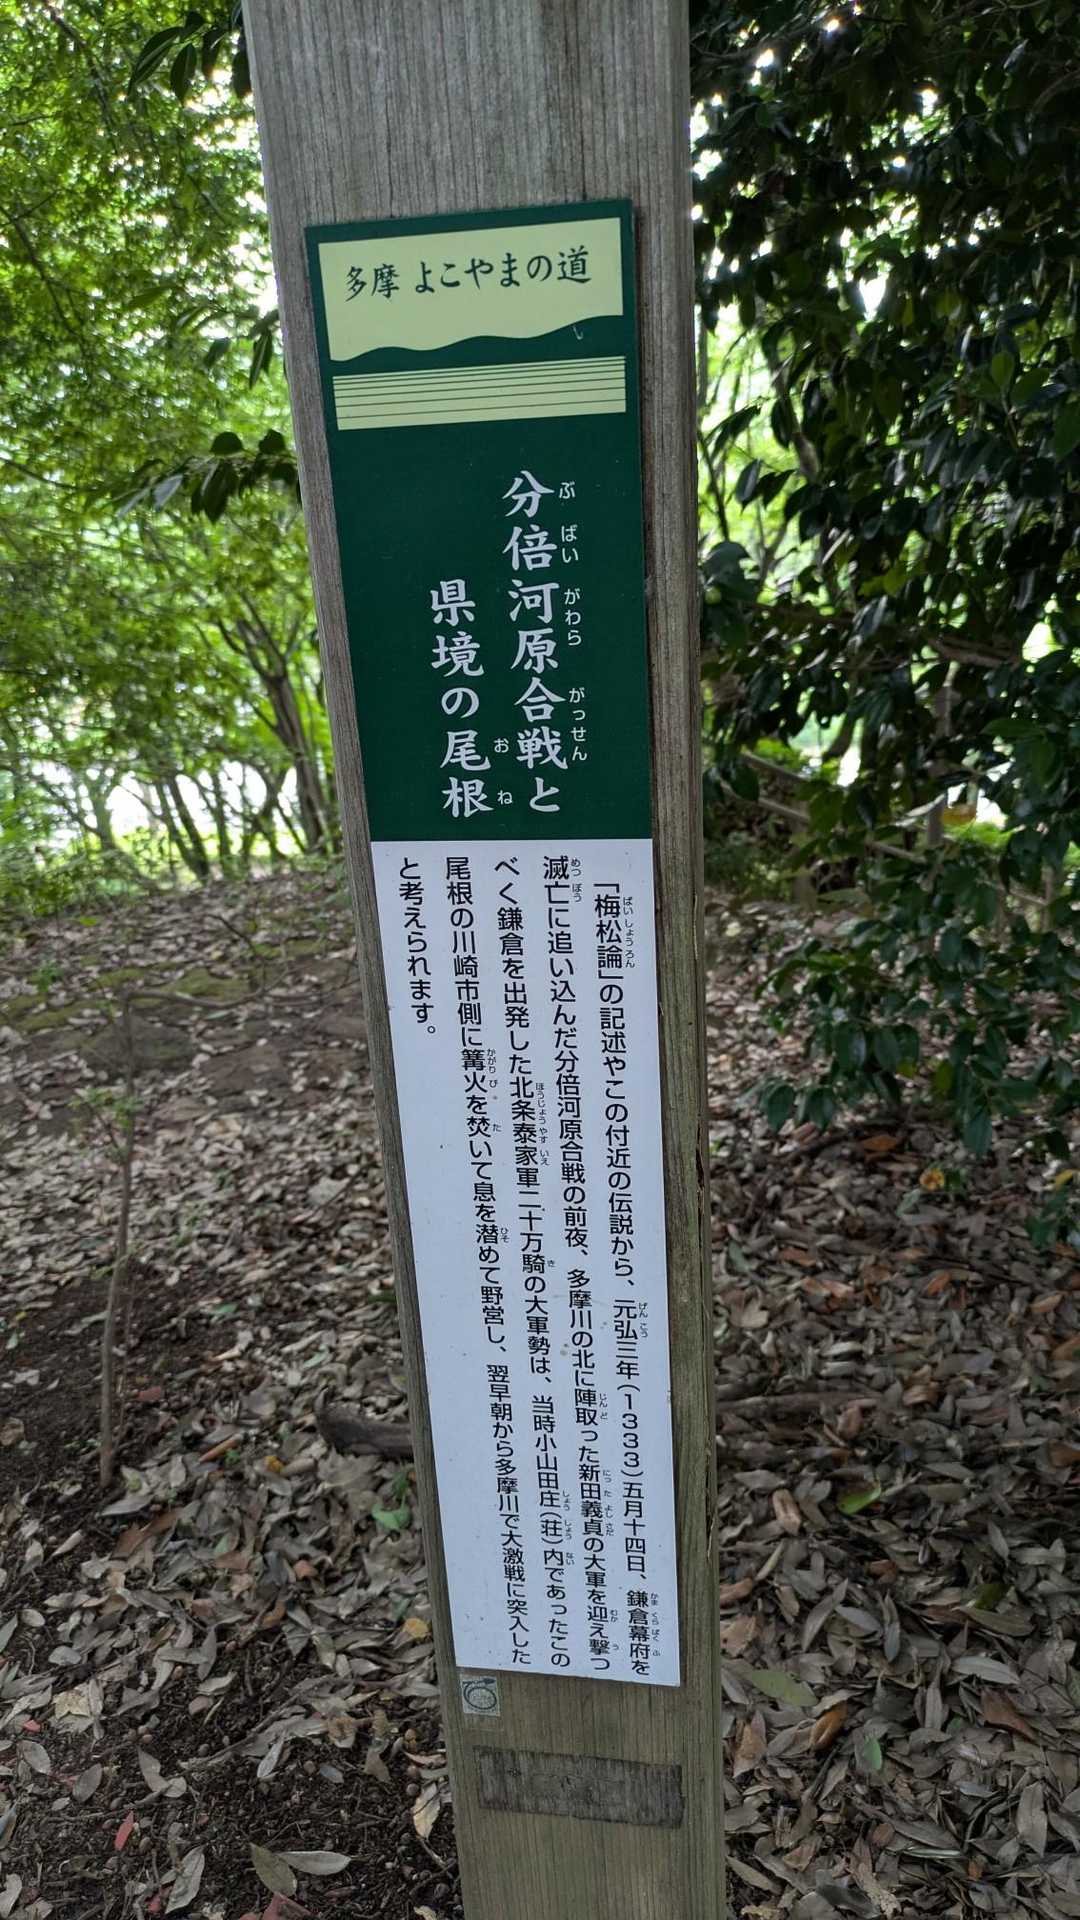 多摩 よこやまの道
分倍河原合戦と
県境の尾根
「梅松論」の記述やこの付近の伝説から、元弘三年(1333)五月十四日、鎌倉幕府を
滅亡に追い込んだ分倍河原合戦の前夜、多摩川の北に陣取った新田義貞の大軍を迎え撃つ
べく鎌倉を出発した北条泰家軍二十万騎の大軍勢は、当時小山田庄(荘)内であったこの
尾根の川崎市側に篝火を焚いて息を潜めて野営し、翌早朝から多摩川で大激戦に突入した
と考えられます。